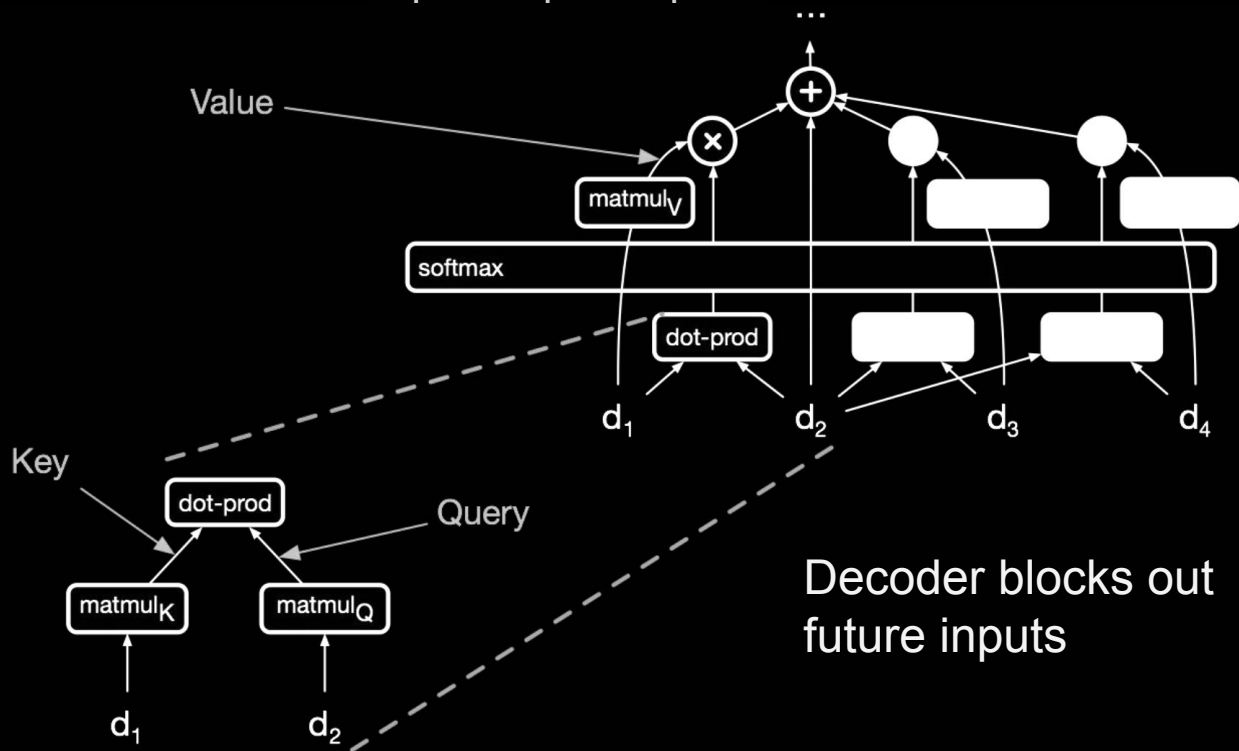 ...
Value
+
×
matmulV
softmax
dot-prod
d1 d2 d3 d4
Key
dot-prod
Query
matmulK matmulQ
Decoder blocks out
future inputs
d1 d2